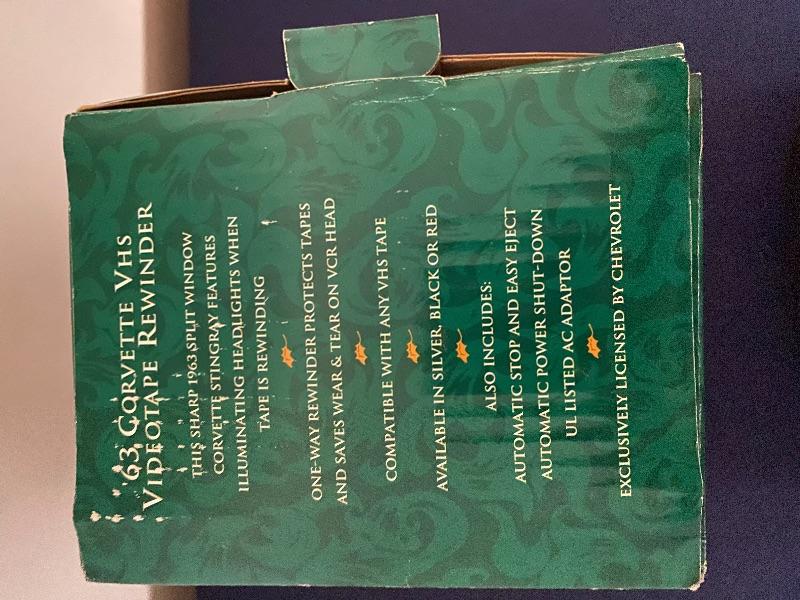 '63 CORVETTE VHS
VIDEOTAPE REWINDER
THIS SHARP 1963 SPLIT WINDOW
CORVETTE STINGRAY FEATURES
ILLUMINATING HEADLIGHTS WHEN
TAPE IS REWINDING
ONE-WAY REWINDER PROTECTS TAPES
AND SAVES WEAR & TEAR ON VCR HEAD
COMPATIBLE WITH ANY VHS TAPE
AVAILABLE IN SILVER, BLACK OR RED
ALSO INCLUDES:
AUTOMATIC STOP AND EASY EJECT
AUTOMATIC POWER SHUT-DOWN
UL LISTED AC ADAPTOR
EXCLUSIVELY LICENSED BY CHEVROLET